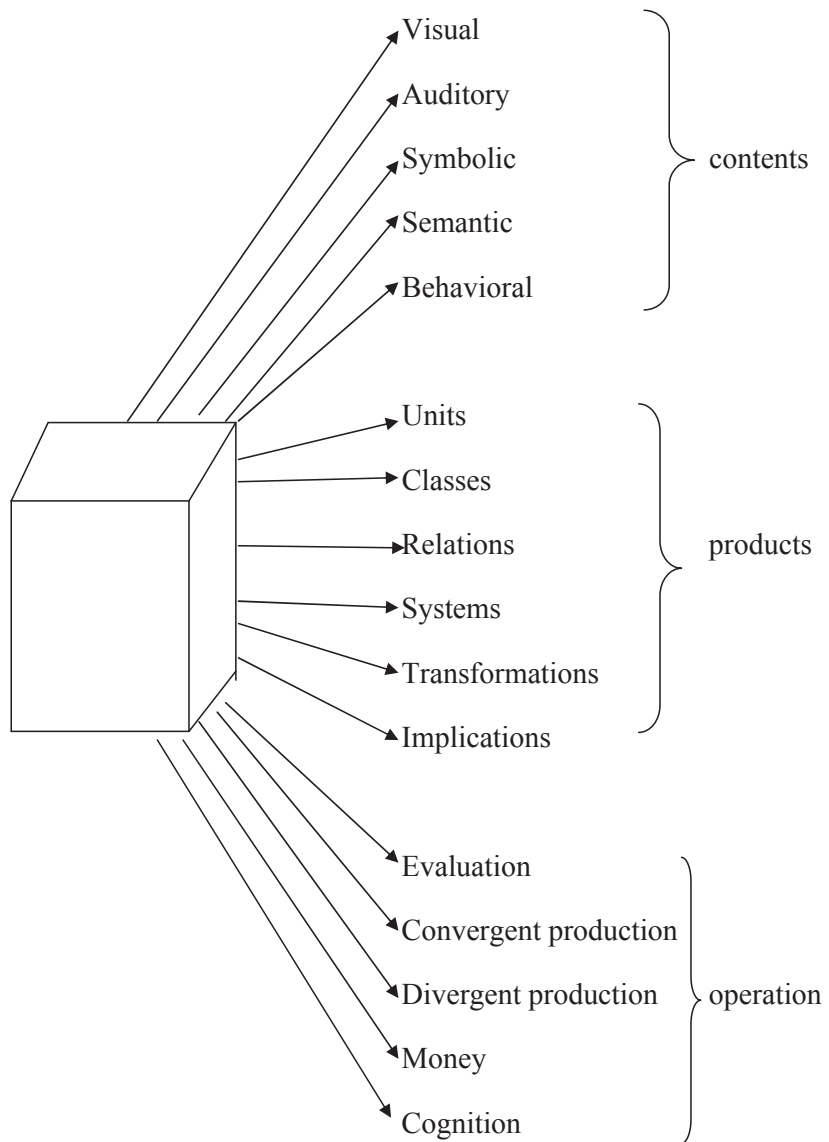 Visual
Auditory
Symbolic
Semantic
Behavioral
contents
Units
Classes
Relations
Systems
Transformations
Implications
products
Evaluation
Convergent production
Divergent production
Money
Cognition
operation